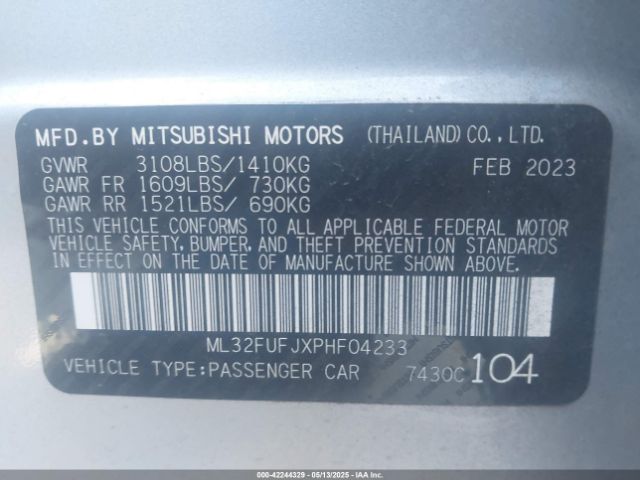 MFD.BY MITSUBISHI MOTORS (THAILAND)CO.,LTD.
GVWR 3108LBS/1410KG FEB 2023
GAWR FR 1609LBS/ 730KG
GAWR RR 1521LBS/ 690KG
THIS VEHICLE CONFORMS TO ALL APPLICABLE FEDERAL MOTOR
VEHICLE SAFETY, BUMPER, AND THEFT PREVENTION STANDARDS
IN EFFECT ON THE DATE OF MANUFACTURE SHOWN ABOVE.
ML32FUFJXPHF04233
VEHICLE TYPE:PASSENGER CAR 7430C 104
000-42244329 - 05/13/2025 - IAAI.COM